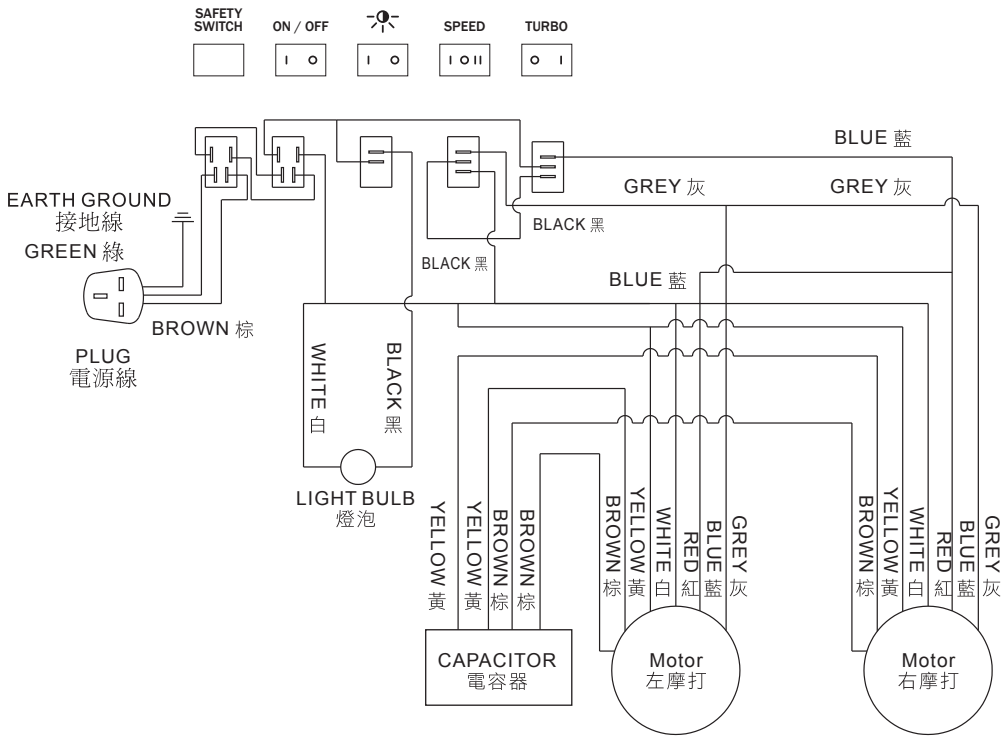 SAFETY
SWITCH
ON / OFF
SPEED
TURBO
I O
I O
I O II
O I
BLUE 藍
GREY 灰
GREY 灰
EARTH GROUND
接地線
BLACK 黑
GREEN 綠
BLACK 黑
BLUE 藍
BROWN 棕
PLUG
電源線
WHITE 白
BLACK 黑
LIGHT BULB
燈泡
YELLOW 黃
YELLOW 黃
BROWN 棕
BROWN 棕
BROWN 棕
YELLOW 黃
WHITE 白
RED 紅
BLUE 藍
GREY 灰
BROWN 棕
YELLOW 黃
WHITE 白
RED 紅
BLUE 藍
GREY 灰
CAPACITOR
電容器
Motor
左摩打
Motor
右摩打